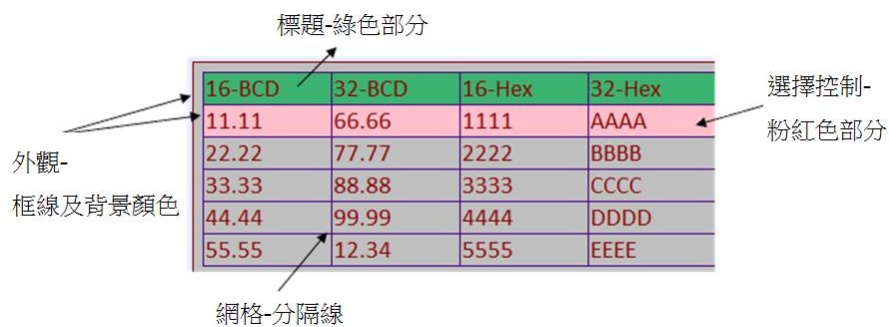 標題-綠色部分
16-BCD 32-BCD 16-Hex 32-Hex
11.11 66.66 1111 AAAA
22.22 77.77 2222 BBBB
33.33 88.88 3333 CCCC
44.44 99.99 4444 DDDD
55.55 12.34 5555 EEEE
選擇控制-
粉紅色部分
外觀-
框線及背景顏色
網格-分隔線